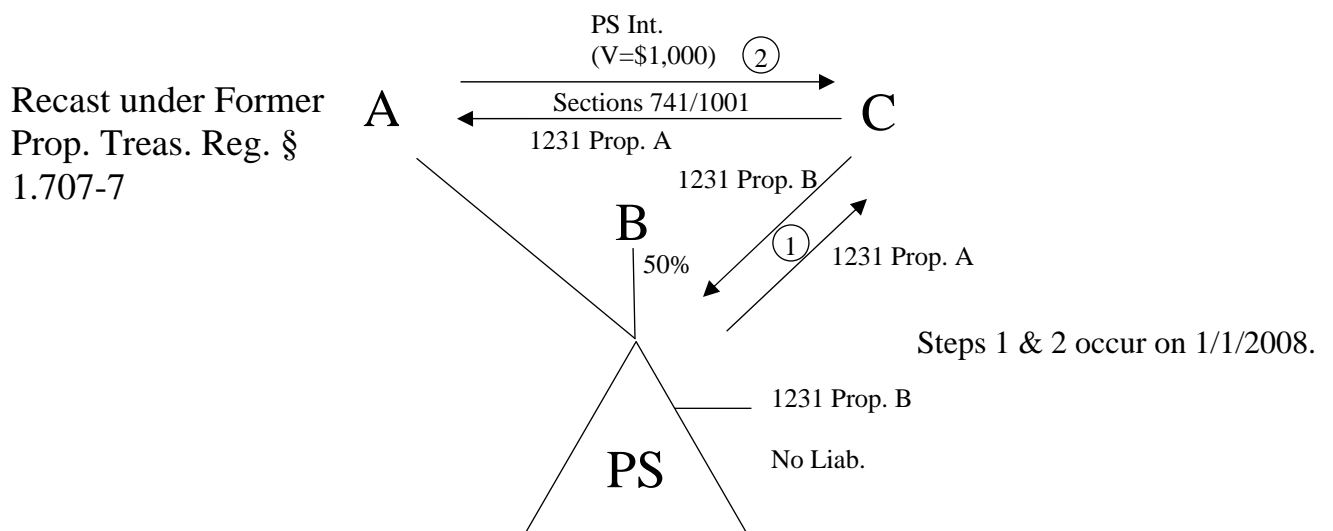 PS Int.
(V=$1,000) 2
Recast under Former
Prop. Treas. Reg. §
1.707-7
A
Sections 741/1001
C
1231 Prop. A
1231 Prop. B
B
50%
1
1231 Prop. A
Steps 1 & 2 occur on 1/1/2008.
1231 Prop. B
No Liab.
PS